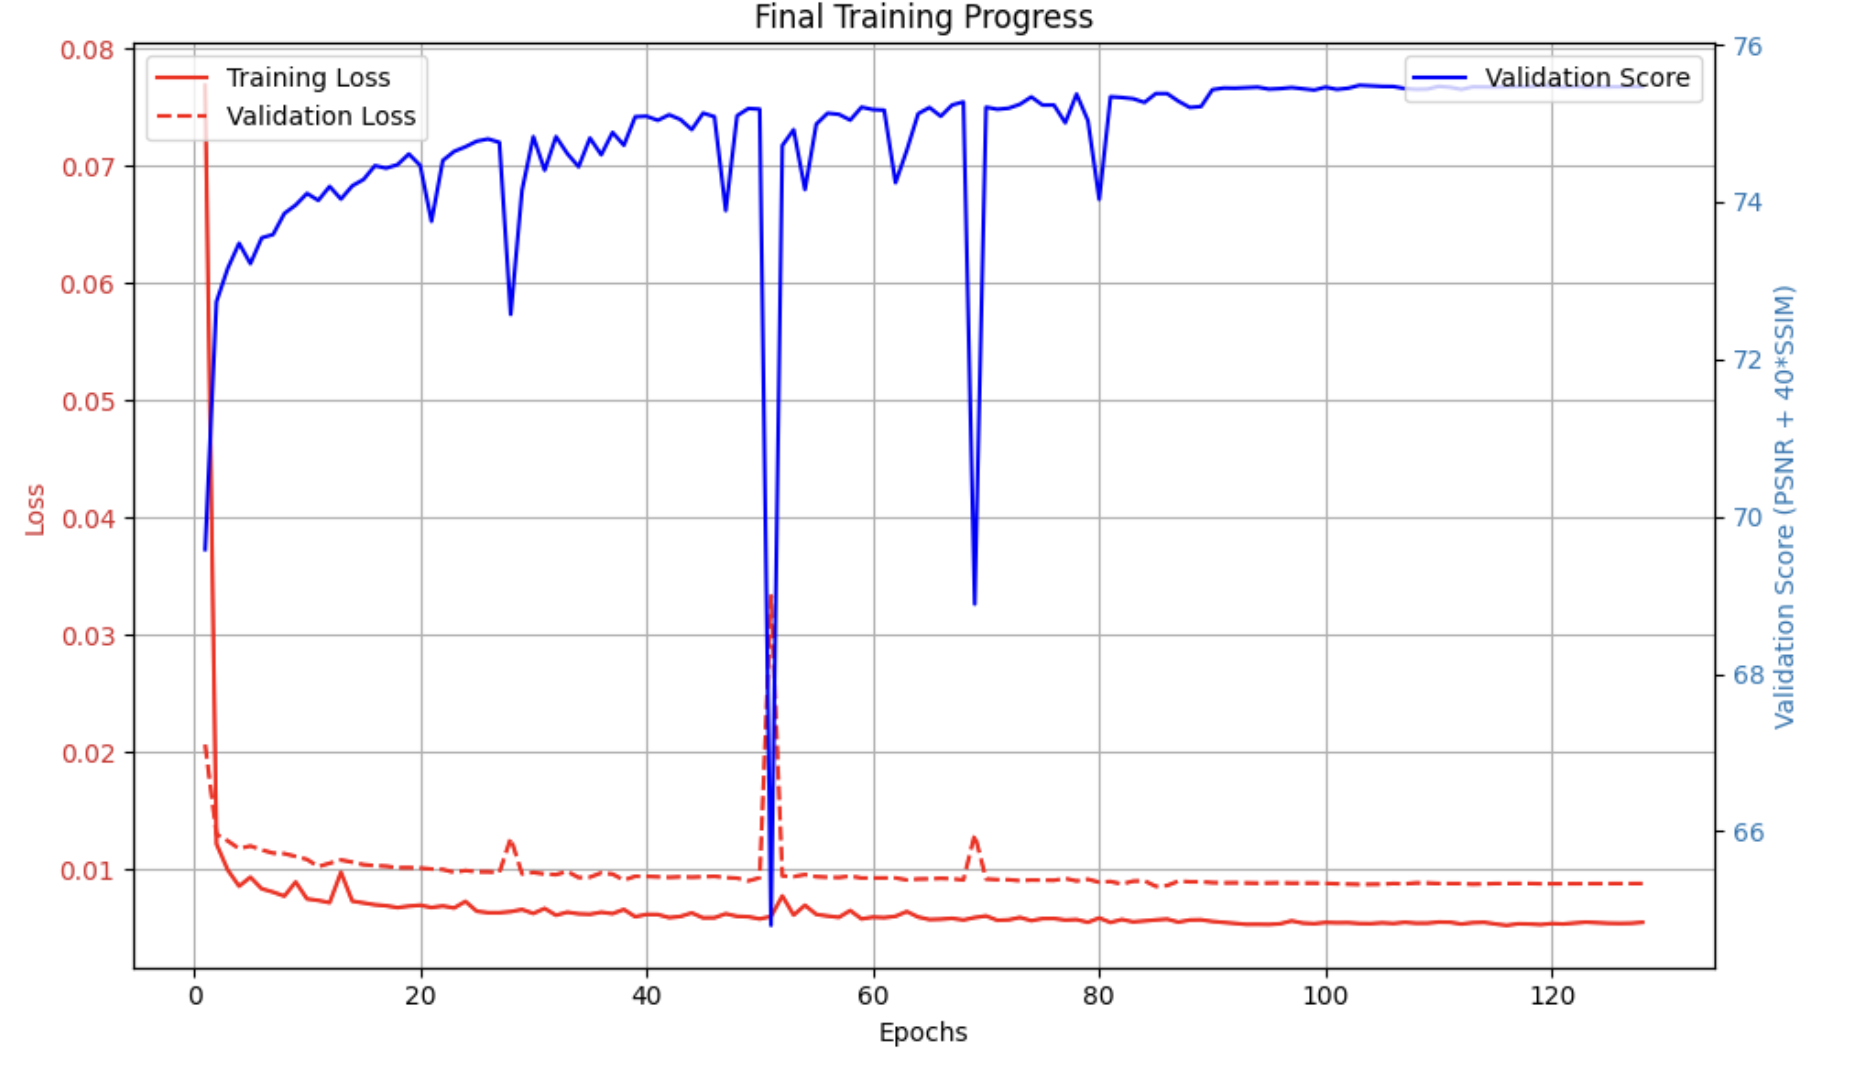 Final Training Progress
Training Loss
Validation Loss
Validation Score
0.08
0.07
0.06
0.05
0.04
0.03
0.02
0.01
Loss
76
74
72
70
68
66
Validation Score (PSNR + 40*SSIM)
0 20 40 60 80 100 120
Epochs